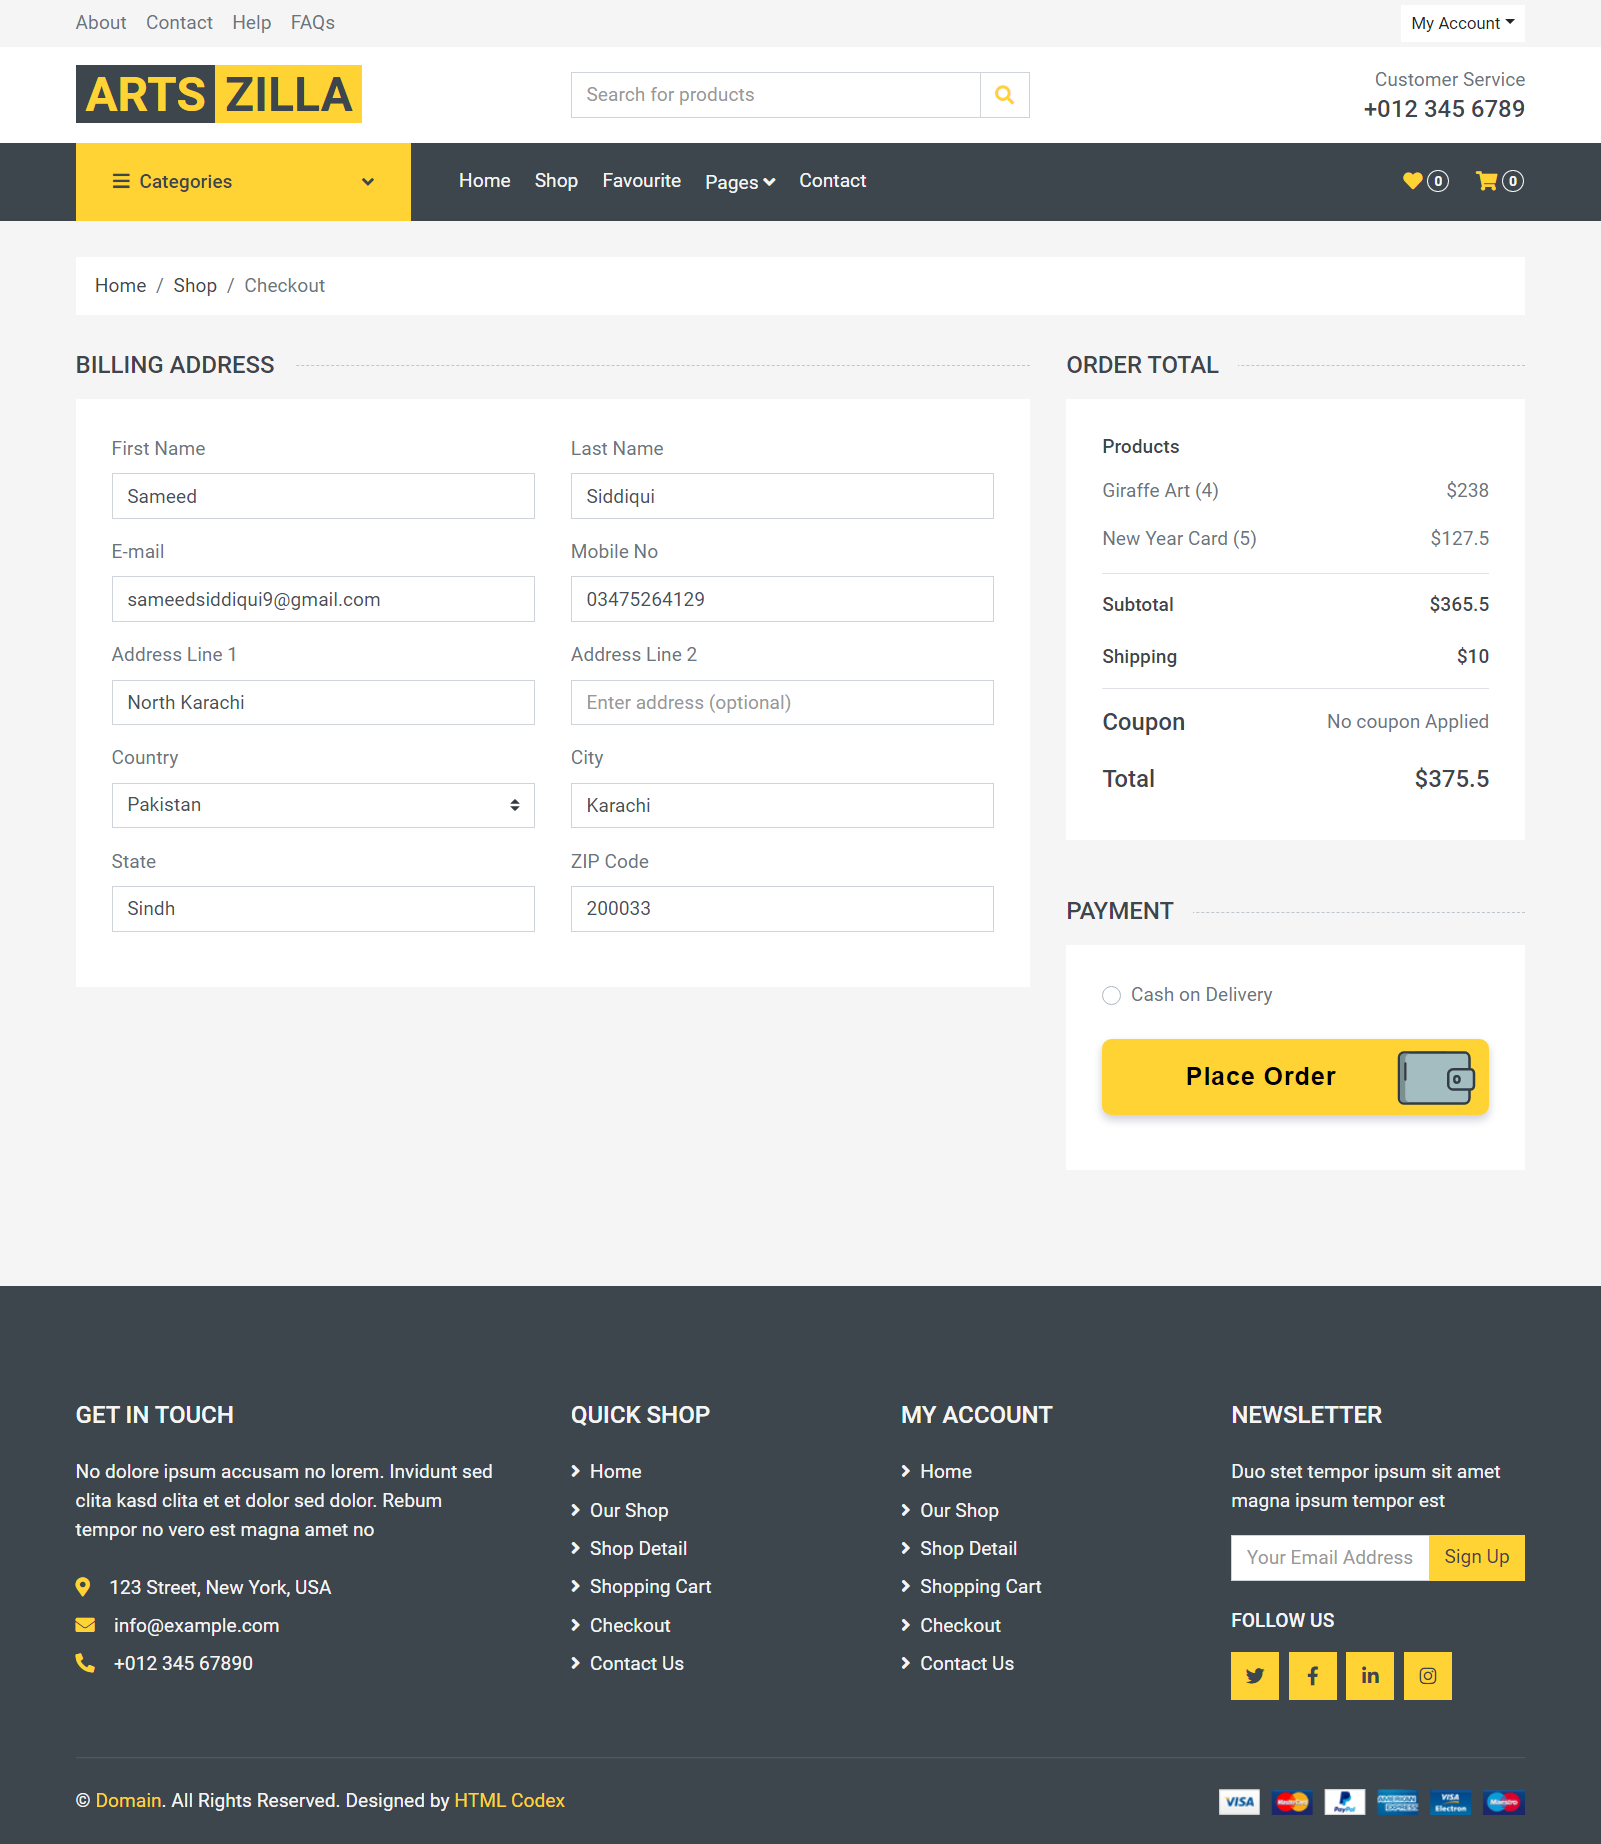 About Contact Help FAQs
My Account
ARTS ZILLA
Search for products
Customer Service
+012 345 6789
Categories
Home Shop Favourite Pages Contact
0 0
Home / Shop / Checkout
BILLING ADDRESS
First Name
Last Name
Sameed
Siddiqui
E-mail
Mobile No
sameedsiddiqui9@gmail.com
03475264129
Address Line 1
Address Line 2
North Karachi
Enter address (optional)
Country
City
Pakistan
Karachi
State
ZIP Code
Sindh
200033
ORDER TOTAL
Products
Giraffe Art (4) $238
New Year Card (5) $127.5
Subtotal $365.5
Shipping $10
Coupon No coupon Applied
Total $375.5
PAYMENT
Cash on Delivery
Place Order
GET IN TOUCH
No dolore ipsum accusam no lorem. Invidunt sed
clita kasd clita et et dolor sed dolor. Rebum
tempor no vero est magna amet no
123 Street, New York, USA
info@example.com
+012 345 67890
QUICK SHOP
Home
Our Shop
Shop Detail
Shopping Cart
Checkout
Contact Us
MY ACCOUNT
Home
Our Shop
Shop Detail
Shopping Cart
Checkout
Contact Us
NEWSLETTER
Duo stet tempor ipsum sit amet
magna ipsum tempor est
Your Email Address Sign Up
FOLLOW US
© Domain. All Rights Reserved. Designed by HTML Codex
VISA MasterCard PayPal AMERICAN EXPRESS VISA Electron Maestro